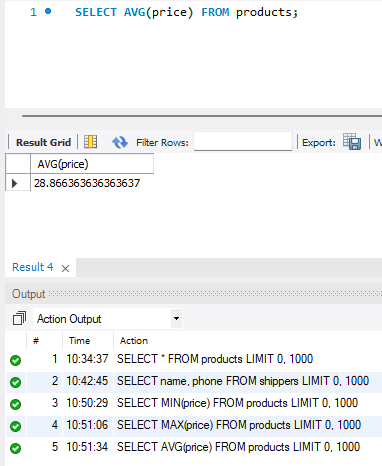 1 SELECT AVG(price) FROM products;
Result Grid Filter Rows: Export:
AVG(price)
28.866363636363637
Result 4 ×
Output
Action Output
# Time Action
1 10:34:37 SELECT * FROM products LIMIT 0, 1000
2 10:42:45 SELECT name, phone FROM shippers LIMIT 0, 1000
3 10:50:29 SELECT MIN(price) FROM products LIMIT 0, 1000
4 10:51:06 SELECT MAX(price) FROM products LIMIT 0, 1000
5 10:51:34 SELECT AVG(price) FROM products LIMIT 0, 1000